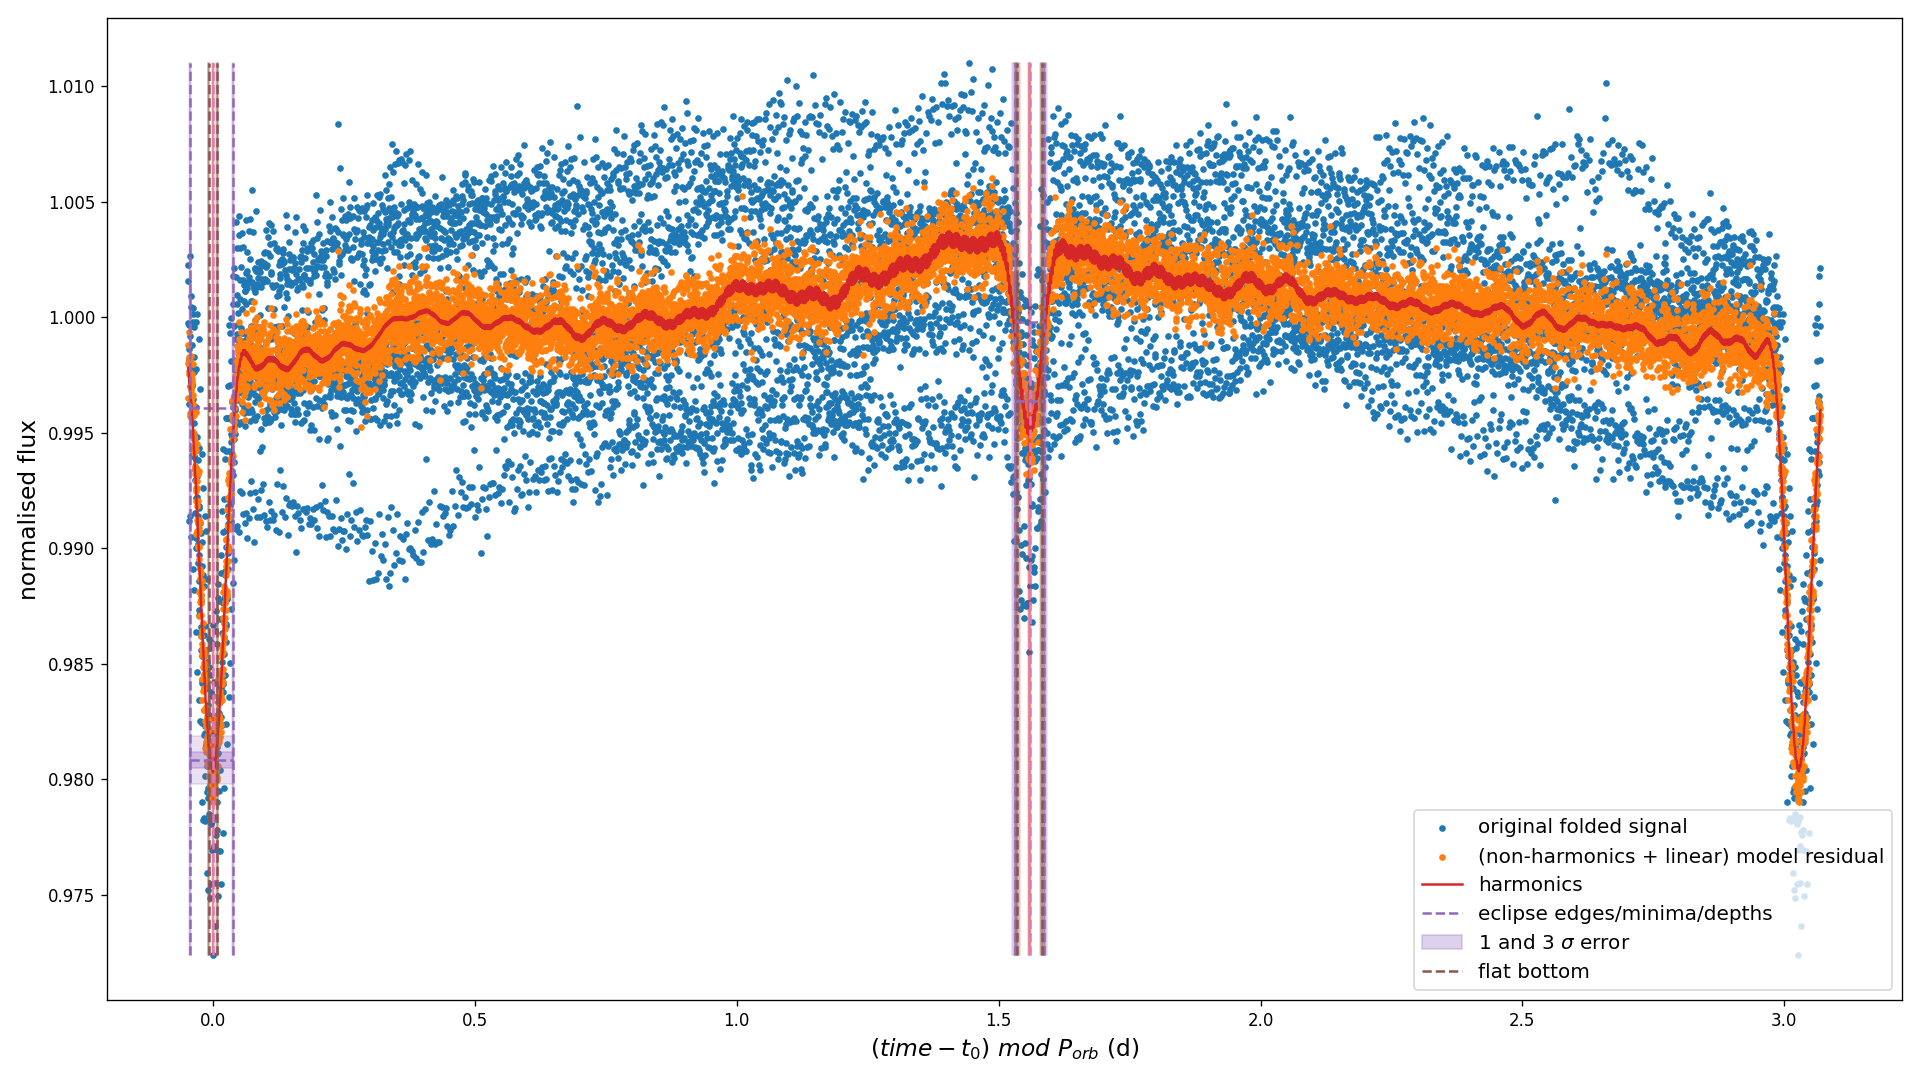 normalised flux
1.010
1.005
1.000
0.995
0.990
0.985
0.980
0.975
original folded signal
(non-harmonics + linear) model residual
harmonics
eclipse edges/minima/depths
1 and 3 σ error
flat bottom
0.0 0.5 1.0 1.5 2.0 2.5 3.0
(time − t₀) mod Pₒᵣb (d)